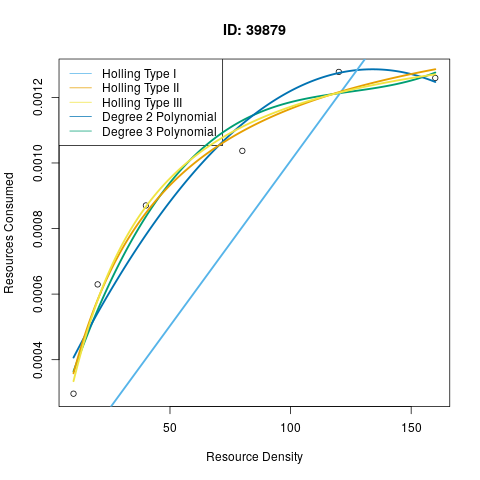 ID: 39879
Holling Type I
Holling Type II
Holling Type III
Degree 2 Polynomial
Degree 3 Polynomial
Resources Consumed
0.0012
0.0010
0.0008
0.0006
0.0004
50
100
150
Resource Density